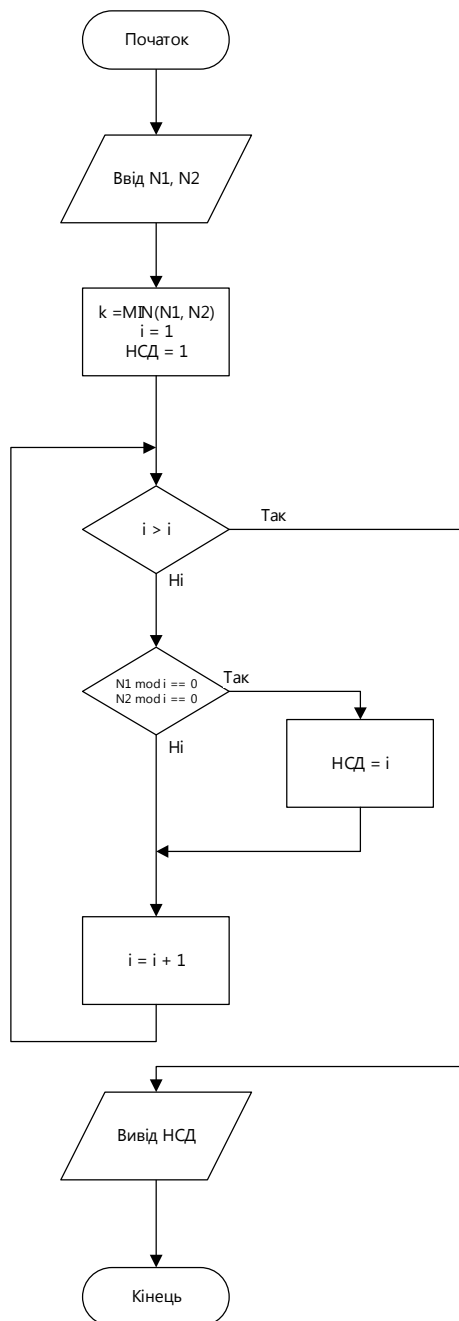 Початок
Ввід N1, N2
k =MIN(N1, N2)
i = 1
НСД = 1
i > i
Так
Ні
N1 mod i == 0
N2 mod i == 0
Так
Ні
НСД = i
i = i + 1
Вивід НСД
Кінець